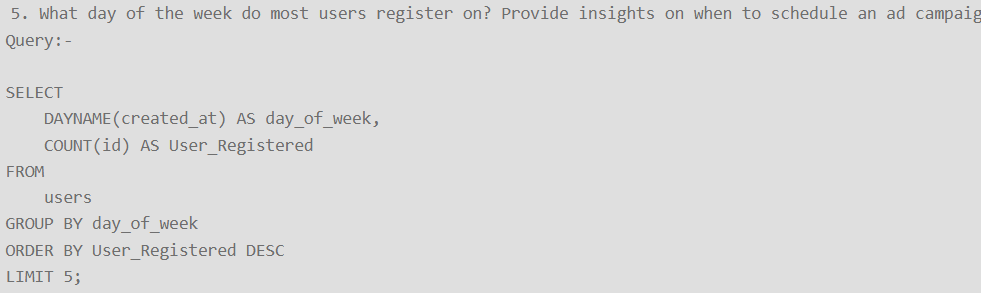 5. What day of the week do most users register on? Provide insights on when to schedule an ad campaig
Query:-
SELECT
DAYNAME(created_at) AS day_of_week,
COUNT(id) AS User_Registered
FROM
users
GROUP BY day_of_week
ORDER BY User_Registered DESC
LIMIT 5;